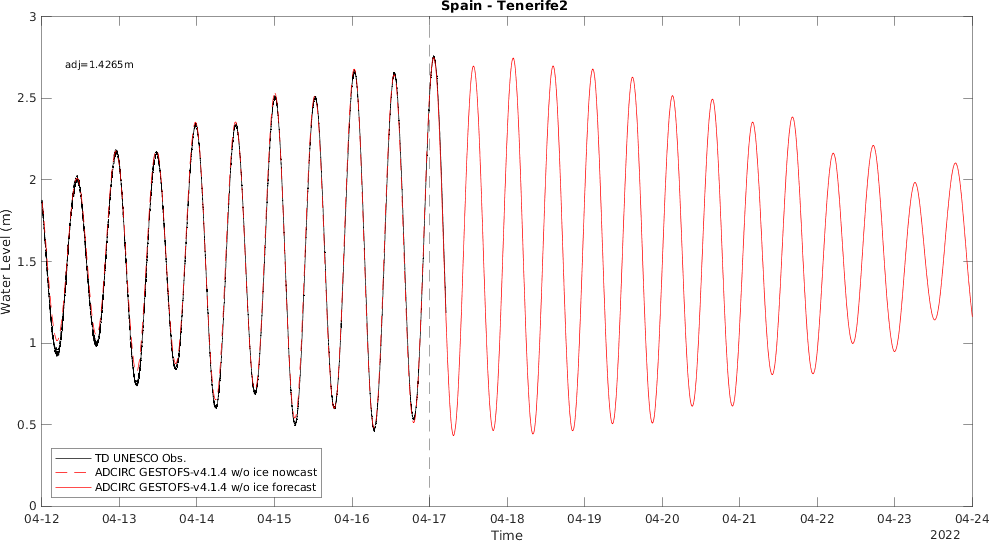 Spain - Tenerife2
adj=1.4265m
3
2.5
2
1.5
1
0.5
0
Water Level (m)
TD UNESCO Obs.
ADCIRC GESTOFS-v4.1.4 w/o ice nowcast
ADCIRC GESTOFS-v4.1.4 w/o ice forecast
04-12 04-13 04-14 04-15 04-16 04-17 04-18 04-19 04-20 04-21 04-22 04-23 04-24
Time
2022